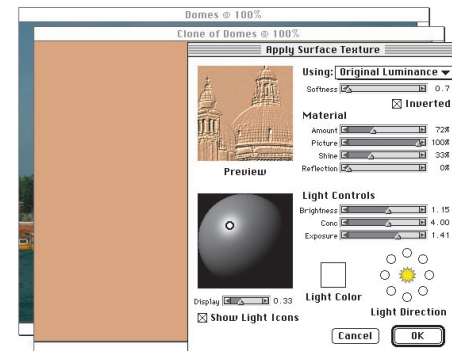 Domes @ 100%
Clone of Domes @ 100%
Apply Surface Texture
Using: Original Luminance
Softness 0.7
Inverted
Material
Amount 72%
Picture 100%
Shine 33%
Reflection 0%
Preview
Light Controls
Brightness 1.15
Conc 4.00
Exposure 1.41
Display 0.33
Show Light Icons
Light Color
Light Direction
Cancel OK